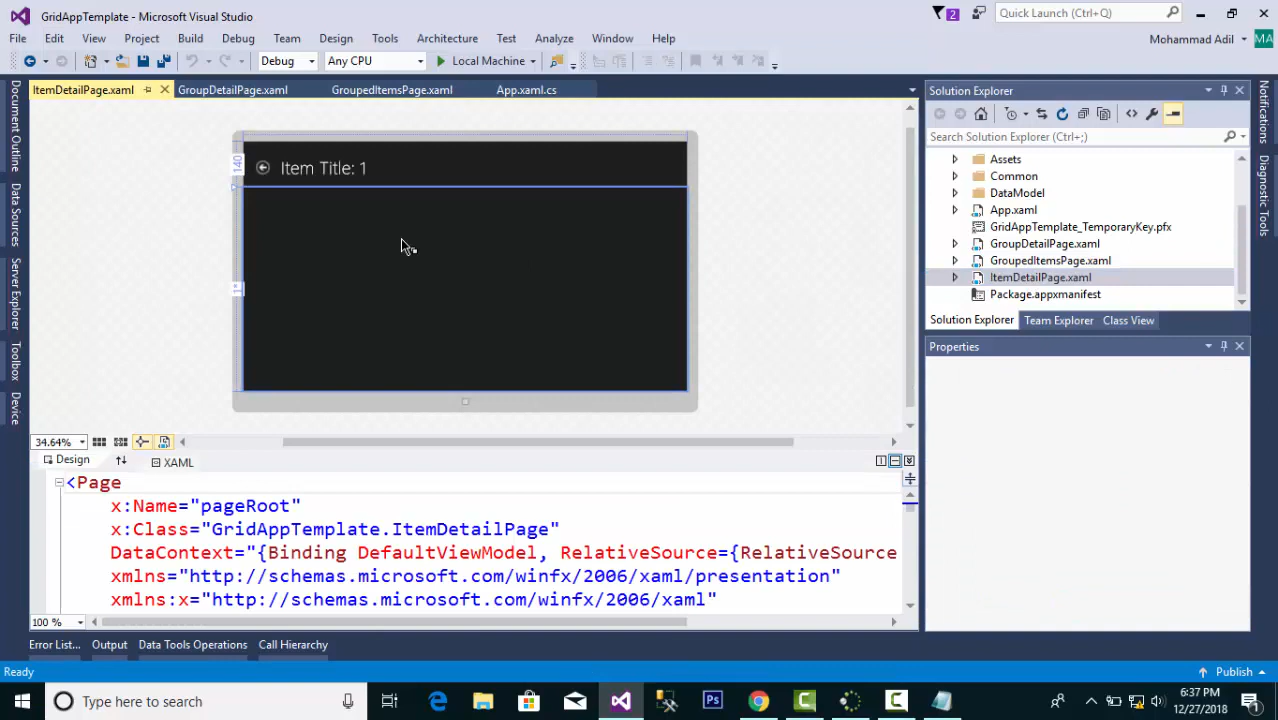 GridAppTemplate - Microsoft Visual Studio
2
Quick Launch (Ctrl+Q)
File Edit View Project Build Debug Team Design Tools Architecture Test Analyze Window Help
Mohammad Adil
MA
Debug
Any CPU
Local Machine
ItemDetailPage.xaml
GroupDetailPage.xaml
GroupedItemsPage.xaml
App.xaml.cs
Document Outline
Data Sources
Server Explorer
Toolbox
Device
140
Item Title: 1
1*
34.64%
Design
XAML
<Page
x:Name="pageRoot"
x:Class="GridAppTemplate.ItemDetailPage"
DataContext="{Binding DefaultViewModel, RelativeSource={RelativeSource
xmlns="http://schemas.microsoft.com/winfx/2006/xaml/presentation"
xmlns:x="http://schemas.microsoft.com/winfx/2006/xaml"
100 %
Solution Explorer
Search Solution Explorer (Ctrl+;)
Assets
Common
DataModel
App.xaml
GridAppTemplate_TemporaryKey.pfx
GroupDetailPage.xaml
GroupedItemsPage.xaml
ItemDetailPage.xaml
Package.appxmanifest
Solution Explorer Team Explorer Class View
Properties
Notifications
Diagnostic Tools
Error List... Output Data Tools Operations Call Hierarchy
Ready
Publish
Type here to search
Ps
6:37 PM
12/27/2018
1